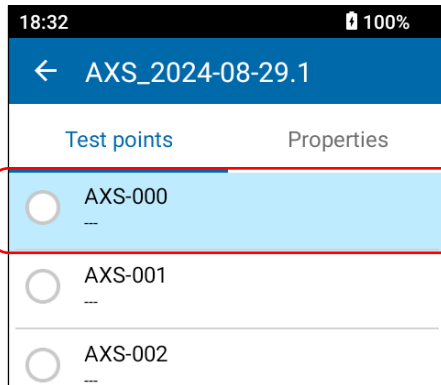 18:32 100%
AXS_2024-08-29.1
Test points Properties
AXS-000
---
AXS-001
---
AXS-002
---